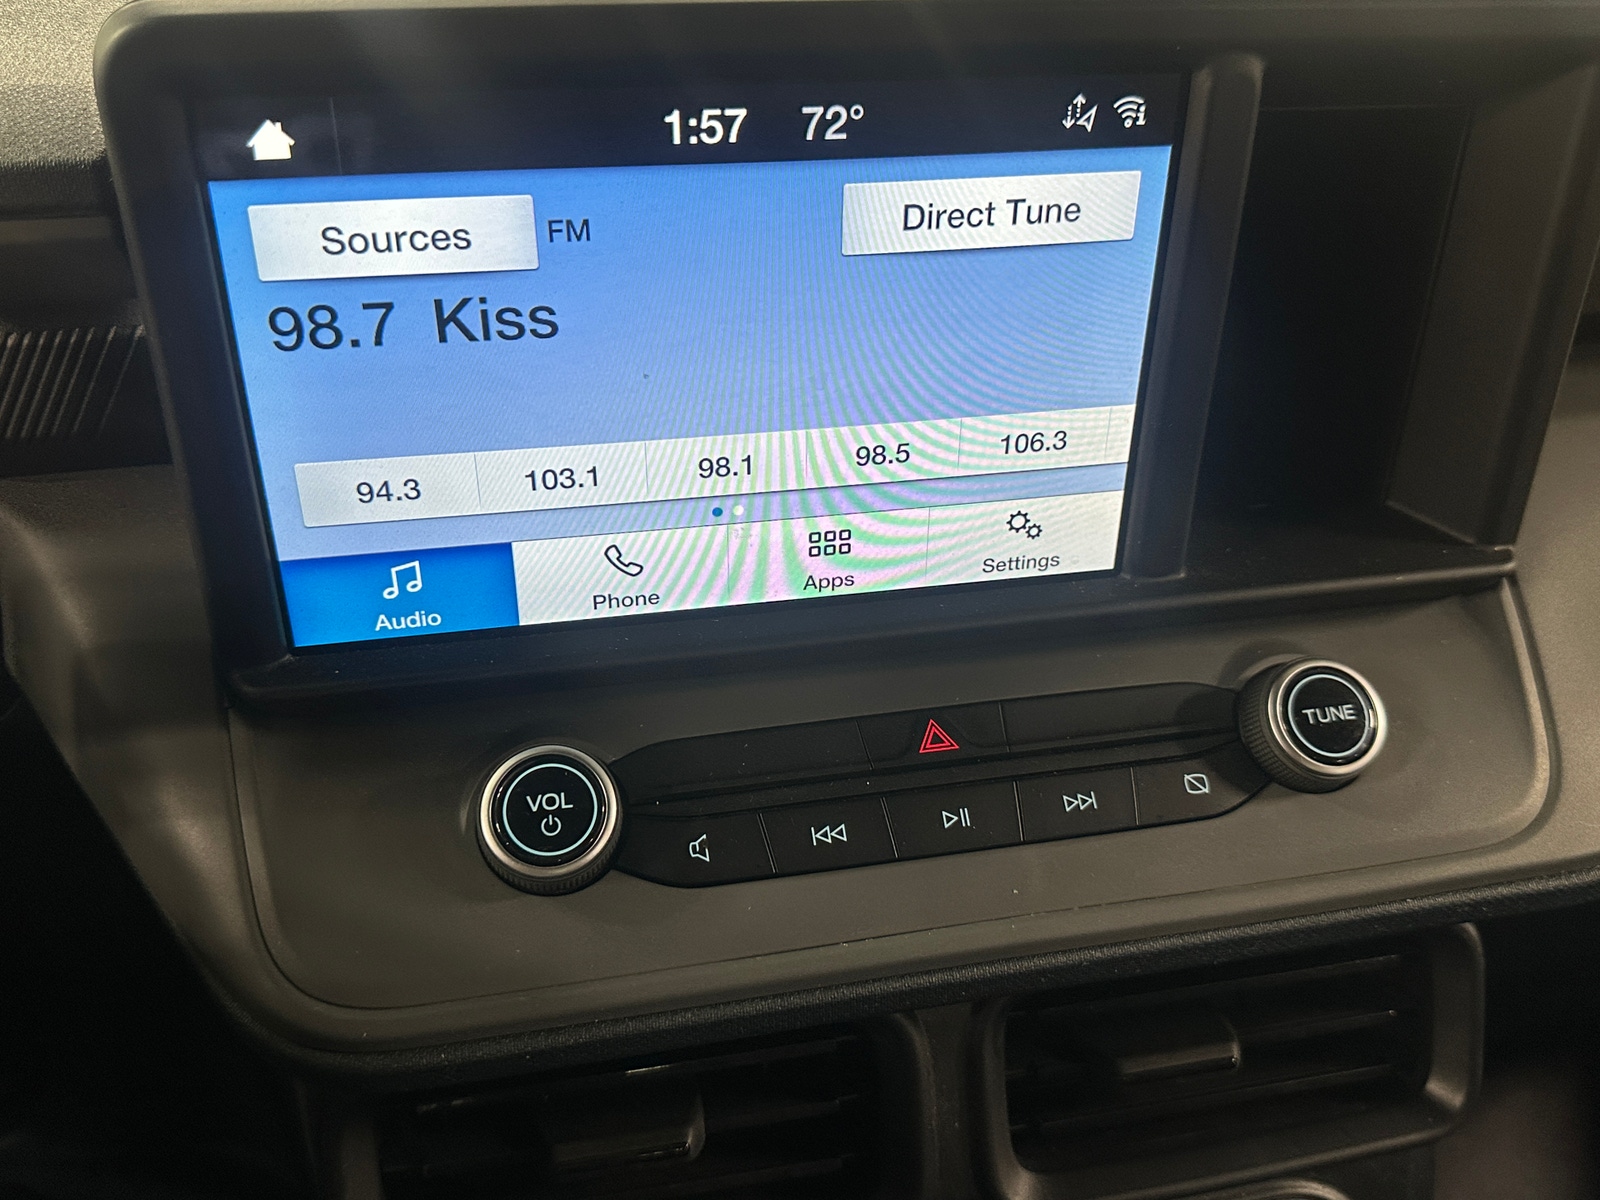 1:57 72°
Sources FM Direct Tune
98.7 Kiss
94.3 103.1 98.1 98.5 106.3
Audio Phone Apps Settings
VOL
TUNE